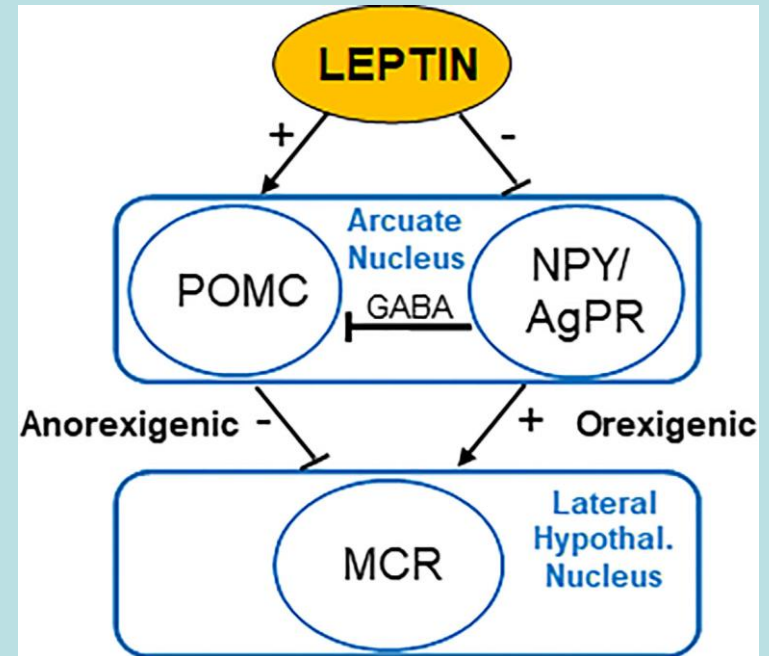 LEPTIN
+
-
Arcuate
Nucleus
POMC
GABA
NPY/
AgPR
Anorexigenic -
+ Orexigenic
MCR
Lateral
Hypothal.
Nucleus